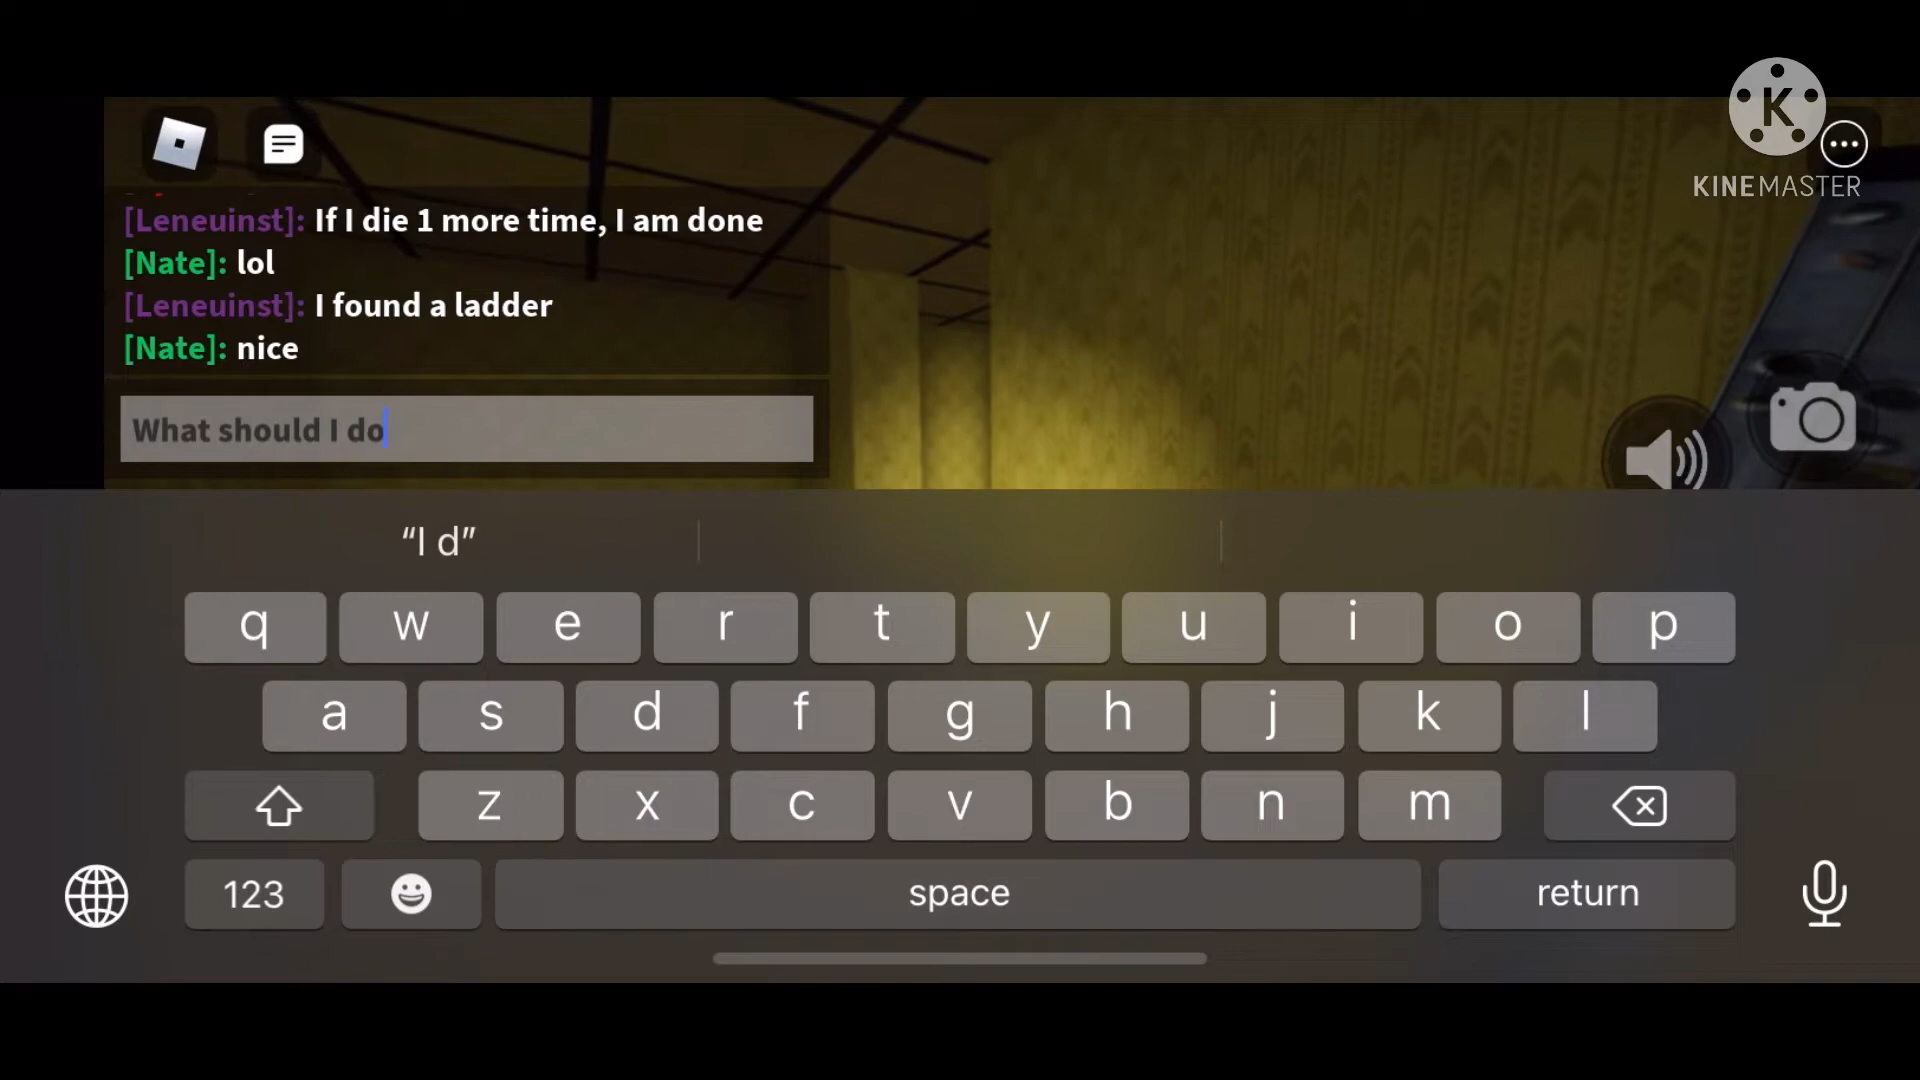 K
KINEMASTER
[Leneuinst]: If I die 1 more time, I am done
[Nate]: lol
[Leneuinst]: I found a ladder
[Nate]: nice
What should I do
“I d”
q w e r t y u i o p
a s d f g h j k l
z x c v b n m
123 space return